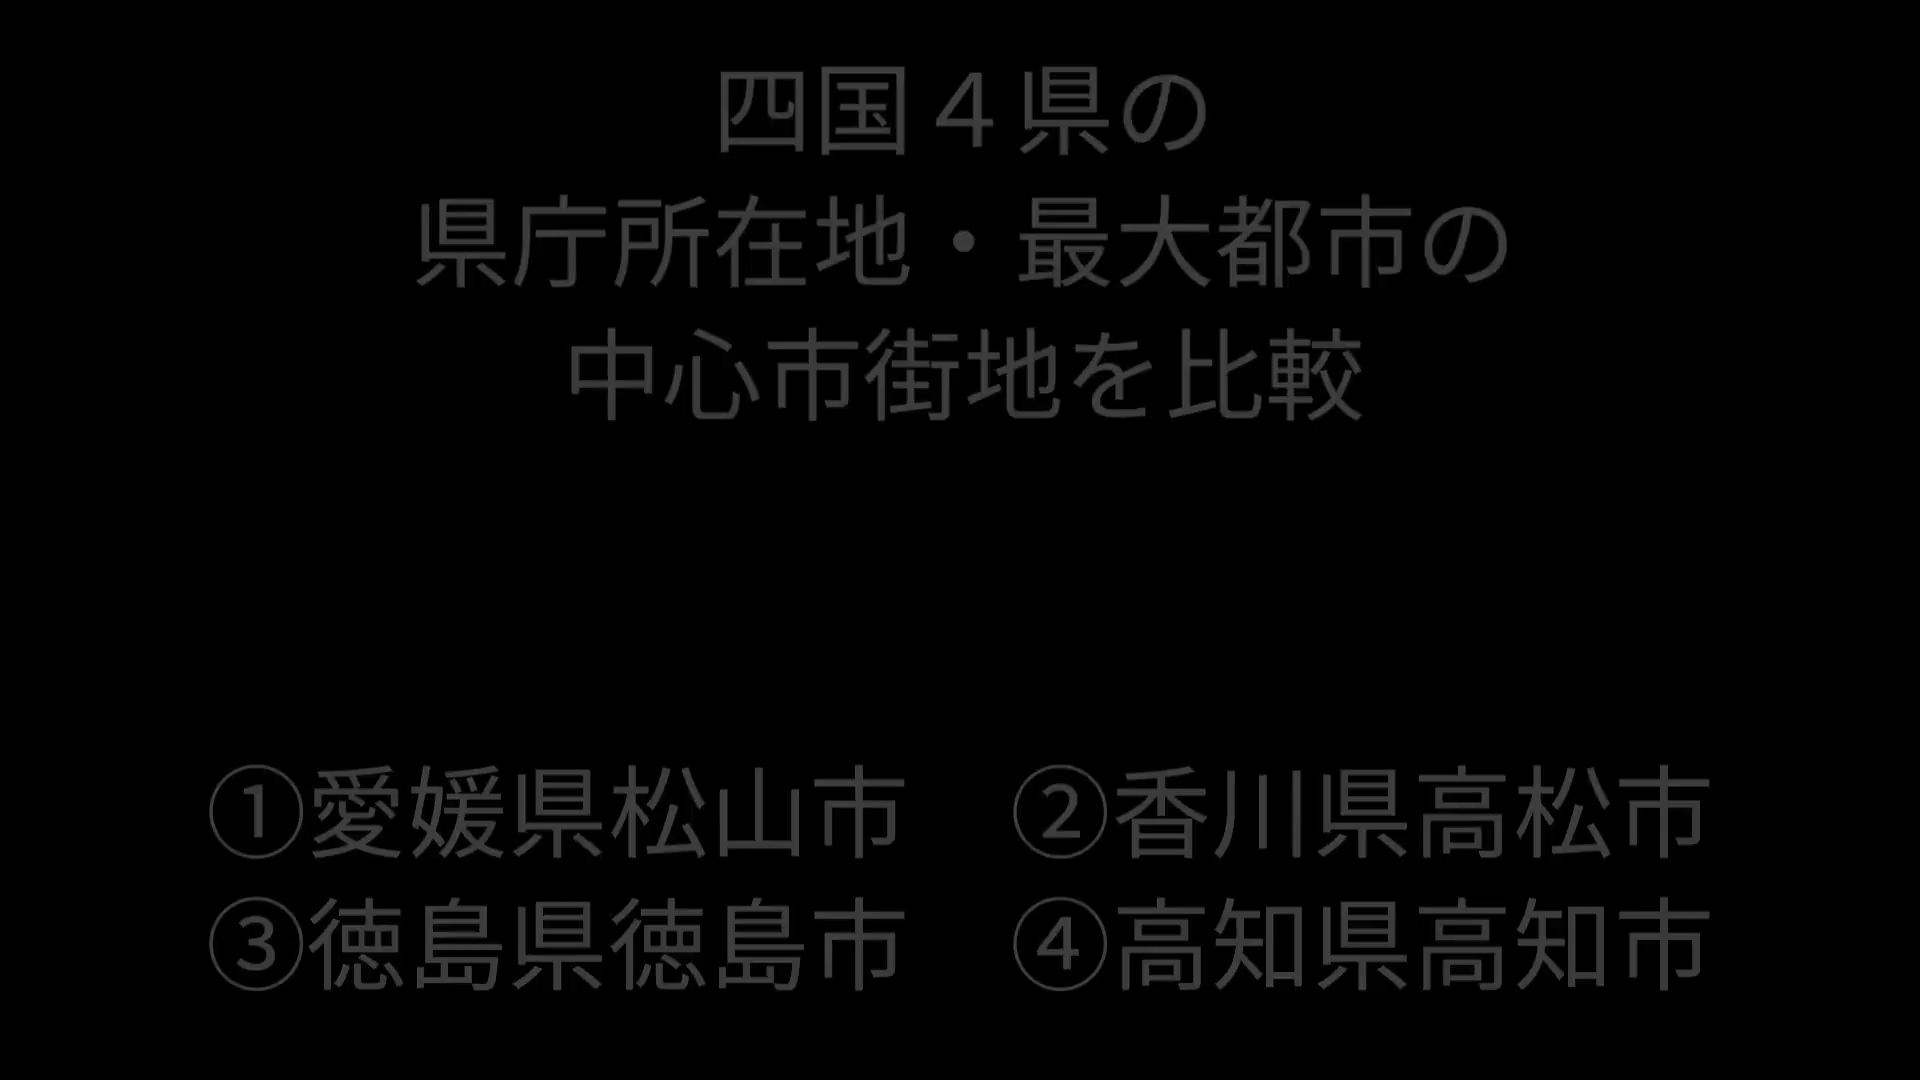 四国４県の
県庁所在地・最大都市の
中心市街地を比較
①愛媛県松山市　②香川県高松市
③徳島県徳島市　④高知県高知市